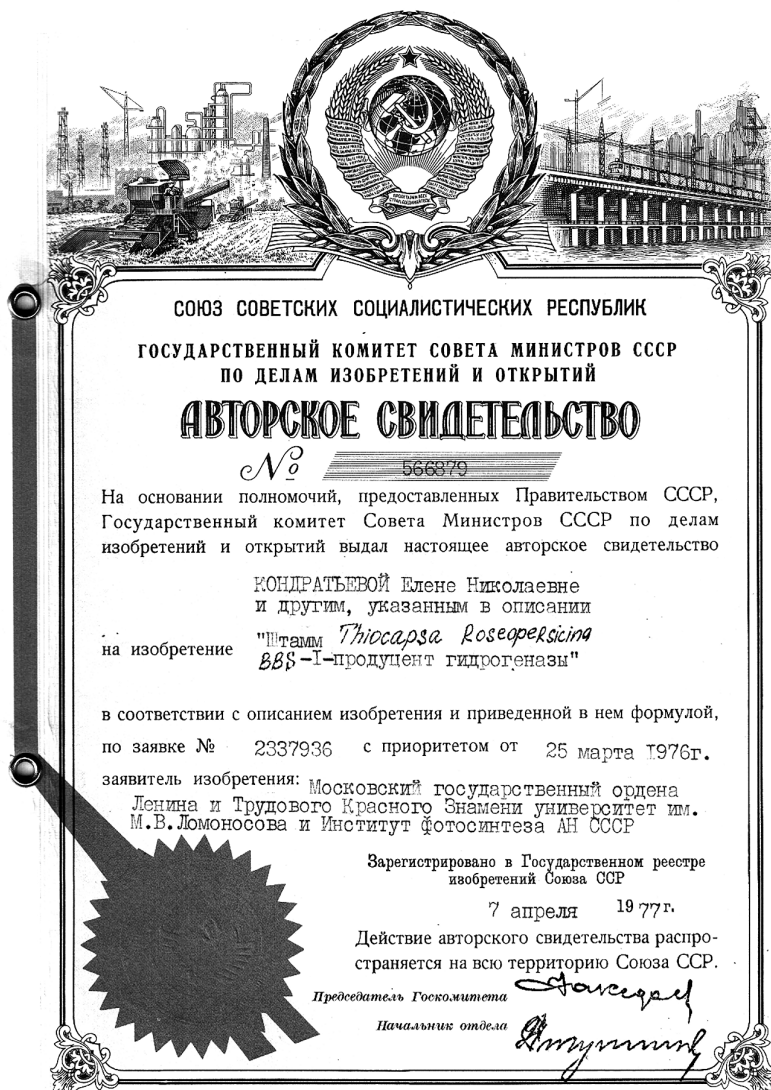 СОЮЗ СОВЕТСКИХ СОЦИАЛИСТИЧЕСКИХ РЕСПУБЛИК
ГОСУДАРСТВЕННЫЙ КОМИТЕТ СОВЕТА МИНИСТРОВ СССР
ПО ДЕЛАМ ИЗОБРЕТЕНИЙ И ОТКРЫТИЙ
АВТОРСКОЕ СВИДЕТЕЛЬСТВО
№ 566879
На основании полномочий, предоставленных Правительством СССР,
Государственный комитет Совета Министров СССР по делам
изобретений и открытий выдал настоящее авторское свидетельство
КОНДРАТЬЕВОЙ Елене Николаевне
и другим, указанным в описании
на изобретение "Штамм Thiocapsa Roseopersicina
BBS-I-продуцент гидрогеназы"
в соответствии с описанием изобретения и приведенной в нем формулой,
по заявке № 2337936 с приоритетом от 25 марта 1976г.
заявитель изобретения: Московский государственный ордена
Ленина и Трудового Красного Знамени университет им.
М.В.Ломоносова и Институт фотосинтеза АН СССР
Зарегистрировано в Государственном реестре
изобретений Союза ССР
7 апреля 1977г.
Действие авторского свидетельства распро-
страняется на всю территорию Союза ССР.
Председатель Госкомитета
Начальник отдела